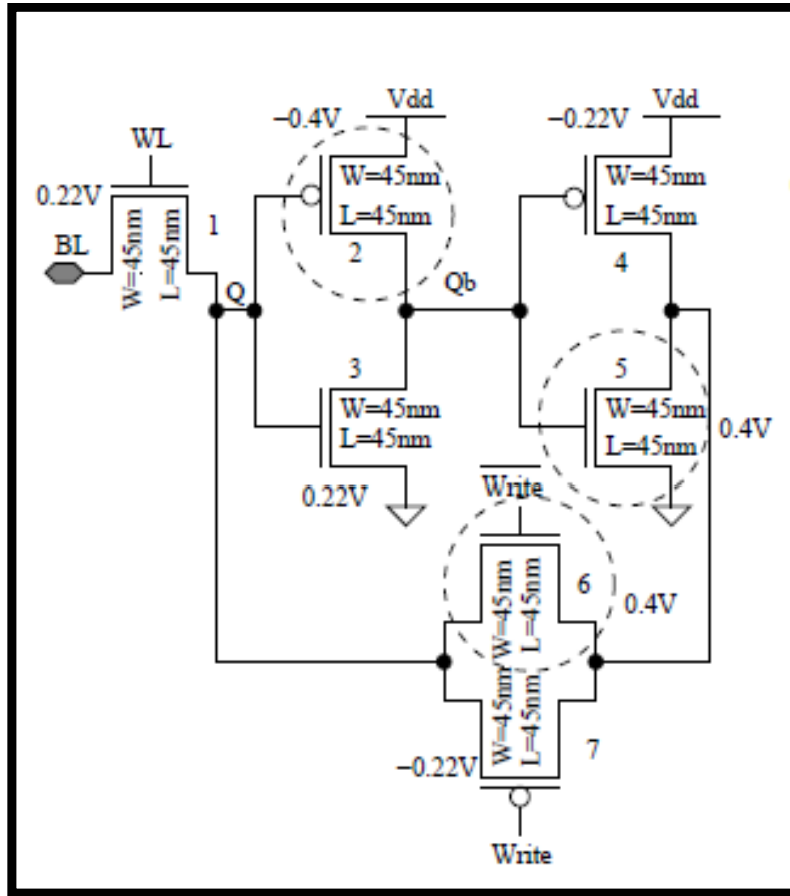 Vdd
Vdd
−0.4V
−0.22V
WL
W=45nm
L=45nm
2
W=45nm
L=45nm
4
0.22V
BL
W=45nm
L=45nm
1
Q
Qb
3
W=45nm
L=45nm
0.22V
5
W=45nm
L=45nm
0.4V
Write
W=45nm
L=45nm
6
0.4V
W=45nm
L=45nm
7
−0.22V
Write